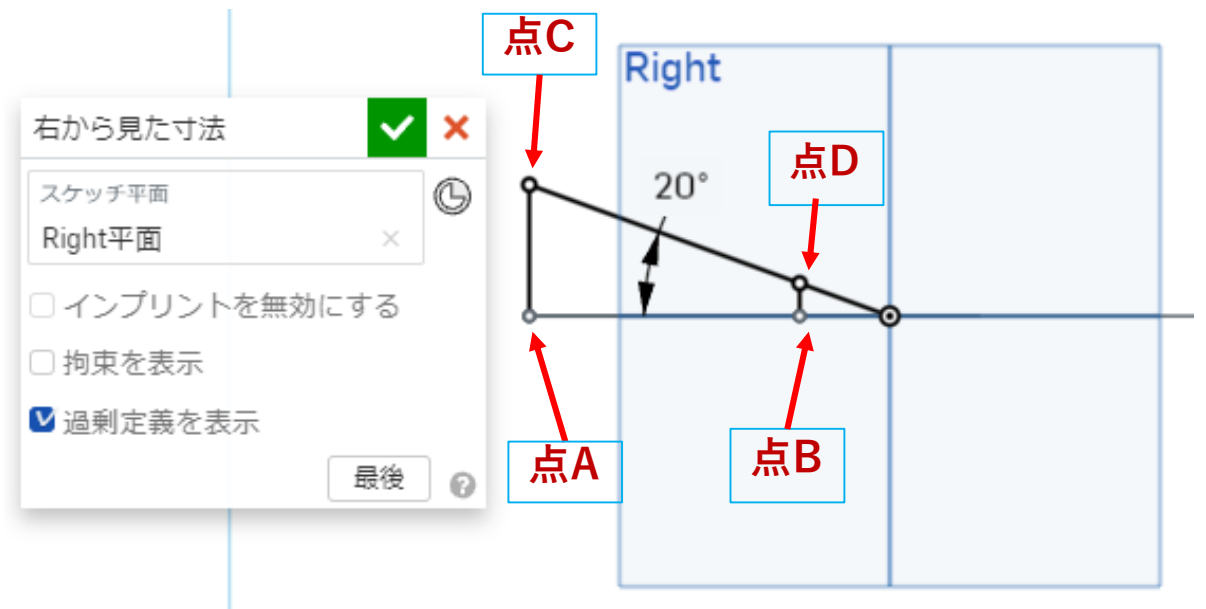 点C
Right
右から見た寸法
点D
20°
スケッチ平面
Right平面
インプリントを無効にする
拘束を表示
過剰定義を表示
点A
点B
最後